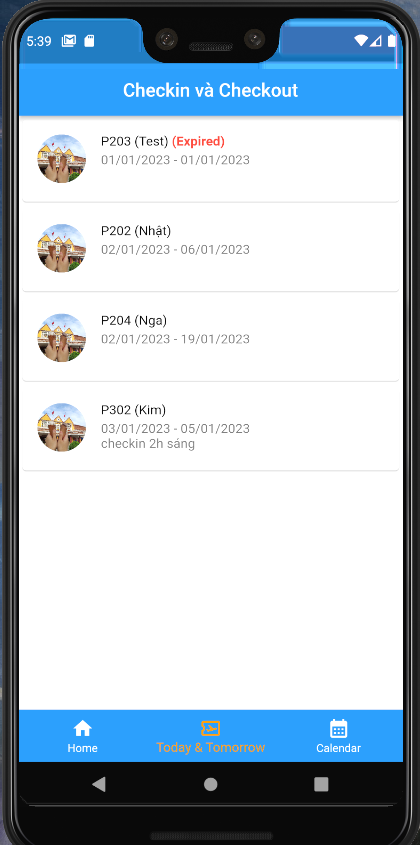 5:39
Checkin và Checkout
P203 (Test) (Expired)
01/01/2023 - 01/01/2023
P202 (Nhật)
02/01/2023 - 06/01/2023
P204 (Nga)
02/01/2023 - 19/01/2023
P302 (Kim)
03/01/2023 - 05/01/2023
checkin 2h sáng
Home
Today & Tomorrow
Calendar